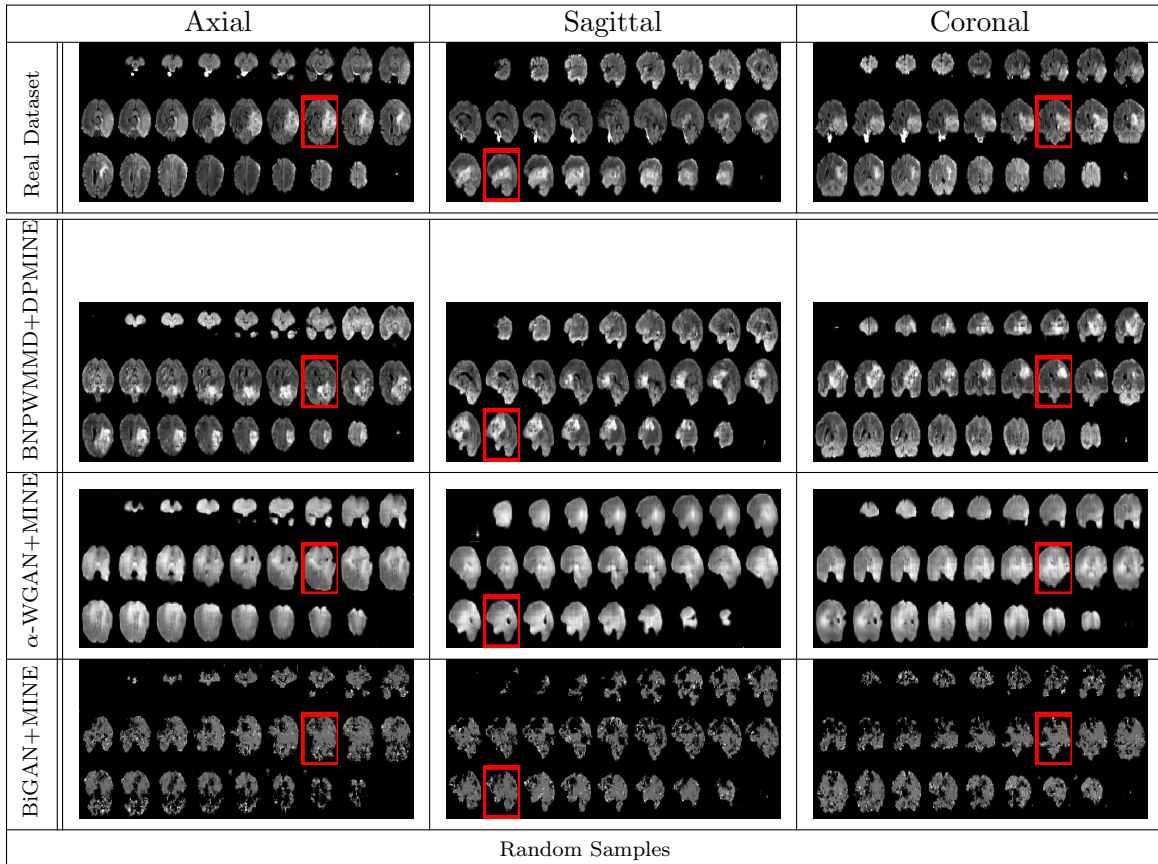 Axial Sagittal Coronal
Real Dataset
BNPWMMD+DPMINE
α-WGAN+MINE
BiGAN+MINE
Random Samples